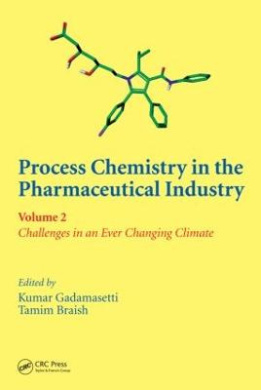 Process Chemistry in the
Pharmaceutical Industry
Volume 2
Challenges in an Ever Changing Climate
Edited by
Kumar Gadamasetti
Tamim Braish
CRC Press
Taylor & Francis Group